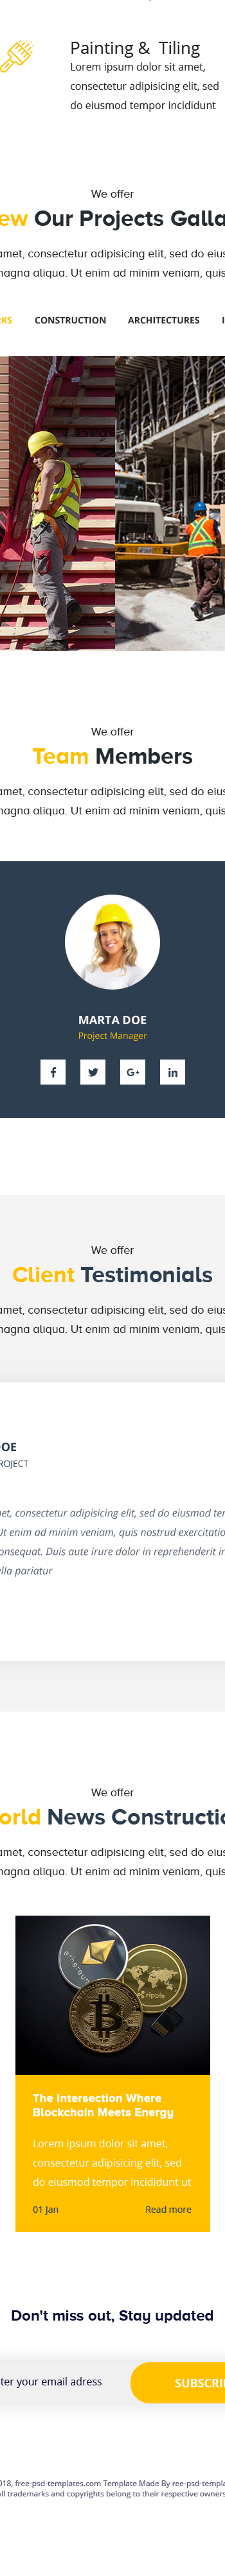 Painting & Tiling
Lorem ipsum dolor sit amet,
consectetur adipisicing elit, sed
do eiusmod tempor incididunt
We offer
ew Our Projects Galla
amet, consectetur adipisicing elit, sed do eius
magna aliqua. Ut enim ad minim veniam, quis
RKS CONSTRUCTION ARCHITECTURES I
We offer
Team Members
amet, consectetur adipisicing elit, sed do eius
magna aliqua. Ut enim ad minim veniam, quis
MARTA DOE
Project Manager
f G+ in
We offer
Client Testimonials
amet, consectetur adipisicing elit, sed do eius
magna aliqua. Ut enim ad minim veniam, quis
OE
ROJECT
met, consectetur adipisicing elit, sed do eiusmod ter
Ut enim ad minim veniam, quis nostrud exercitatio
onsequat. Duis aute irure dolor in reprehenderit in
ulla pariatur
We offer
orld News Constructio
amet, consectetur adipisicing elit, sed do eius
magna aliqua. Ut enim ad minim veniam, quis
ethereum
ripple
The Intersection Where
Blockchain Meets Energy
Lorem ipsum dolor sit amet,
consectetur adipisicing elit, sed
do eiusmod tempor incididunt ut
01 Jan Read more
Don't miss out, Stay updated
ter your email adress SUBSCRI
018, free-psd-templates.com Template Made By ree-psd-templa
All trademarks and copyrights belong to their respective owners